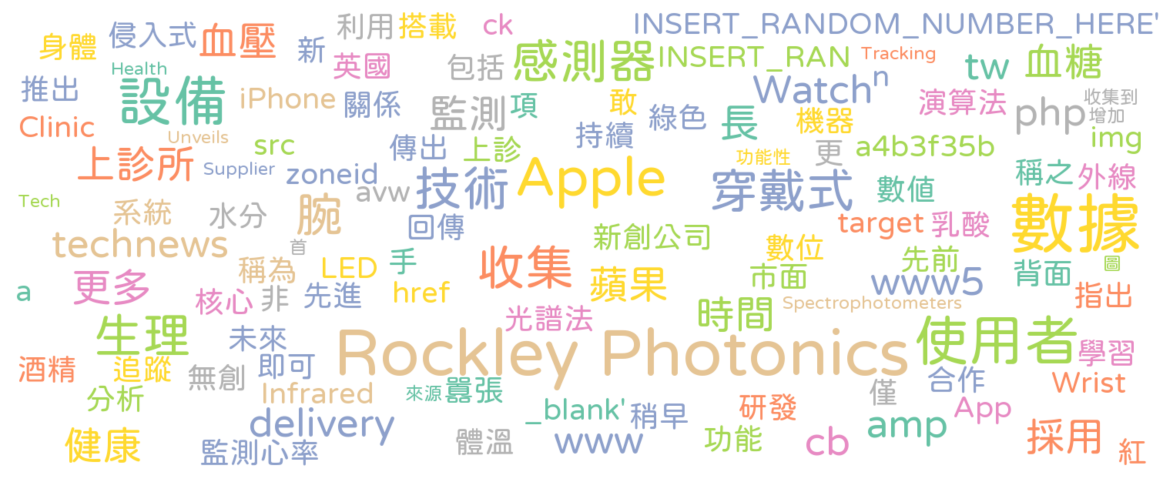 利用 搭載 ck INSERT_RANDOM_NUMBER_HERE'
身體 侵入式 血壓 新 英國 包括 感測器 INSERT_RAN Tracking tw 血糖
推出 Health 設備 iPhone 關係 監測 項 敢 綠色 Watch n 演算法 php 收集到
增加
Clinic Unveils src 傳出 上診 持續 長 機器 a4b3f35b img
上診所 Supplier zoneid avw 技術 Apple 功能性 更 穿戴式 數值 稱之 外線
Tech 系統 水分 腕 回傳 新創公司 target 乳酸 數據
technews 首 稱為 LED 手 收集 蘋果 數位 市面 先前 背面 圖
a 更多 核心 非 先進 href 光譜法 時間 Spectrophotometers www5 指出
生理 未來 Rockley Photonics 使用者 學習
酒精 追蹤 無創 即可 Infrared 來源 囂張 僅 合作 Wrist
分析 delivery _blank' 稍早 研發 amp App
健康 監測心率 體溫 www 功能 cb 採用 紅